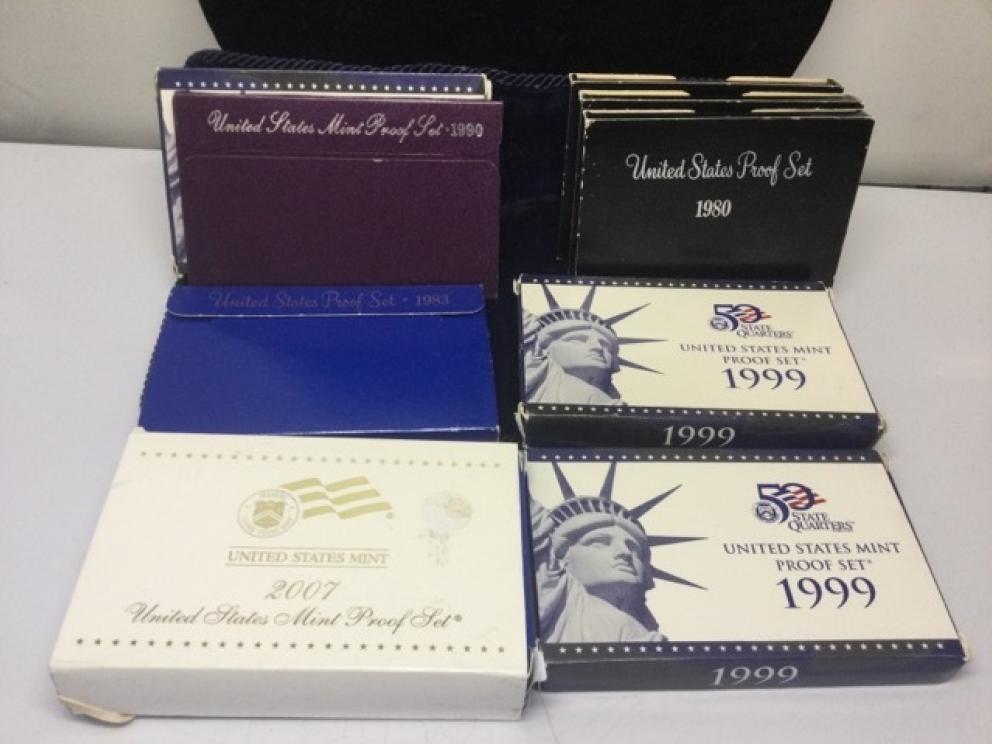 United States Mint Proof Set · 1990
United States Proof Set
1980
United States Proof Set · 1983
50
STATE
QUARTERS
UNITED STATES MINT
PROOF SET
1999
1999
UNITED STATES MINT
2007
United States Mint Proof Set®
50
STATE
QUARTERS
UNITED STATES MINT
PROOF SET
1999
1999